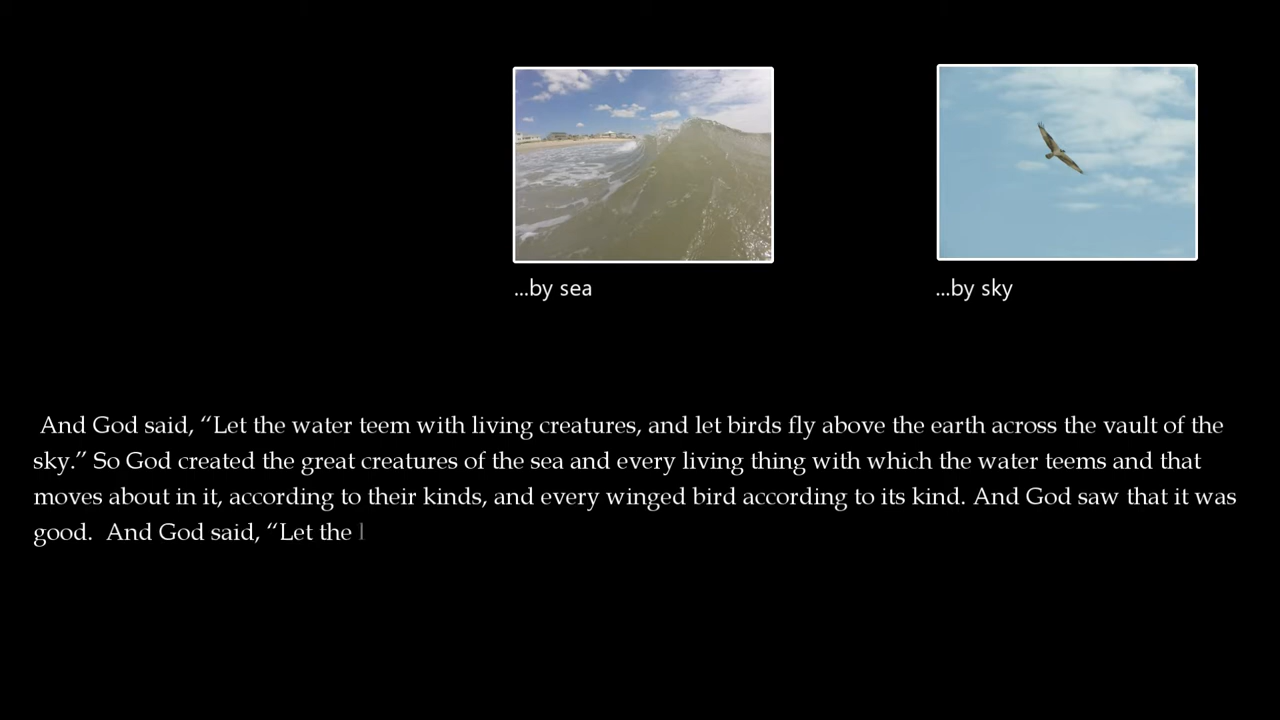 ...by sea
...by sky
And God said, “Let the water teem with living creatures, and let birds fly above the earth across the vault of the
sky.” So God created the great creatures of the sea and every living thing with which the water teems and that
moves about in it, according to their kinds, and every winged bird according to its kind. And God saw that it was
good.  And God said, “Let the l